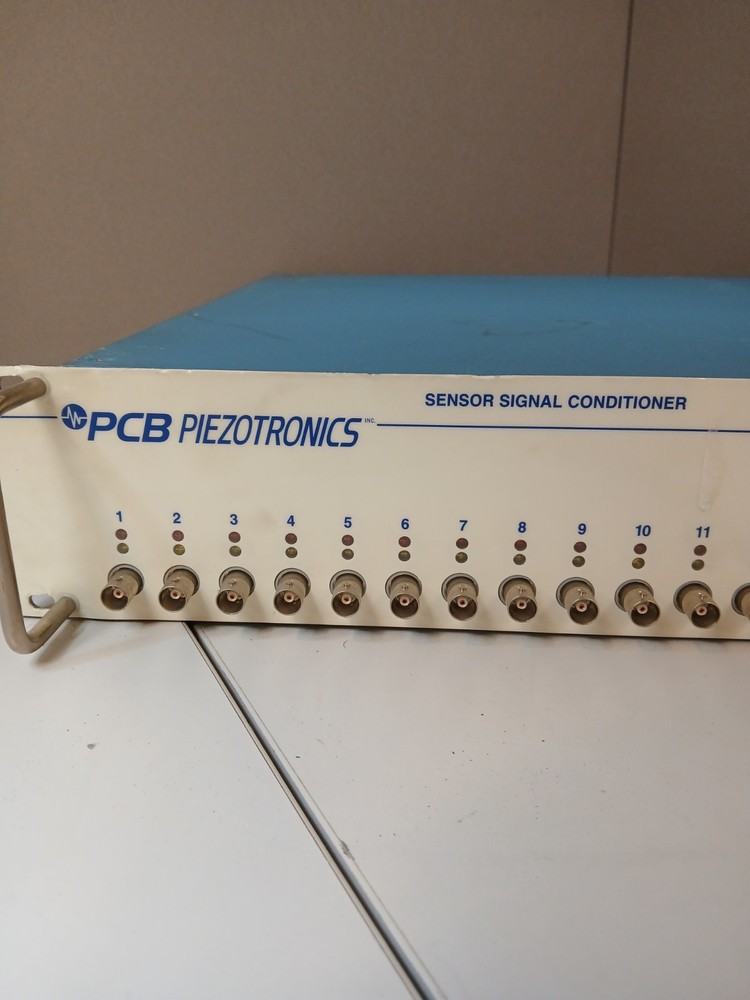 SENSOR SIGNAL CONDITIONER
PCB PIEZOTRONICS INC.
1 2 3 4 5 6 7 8 9 10 11